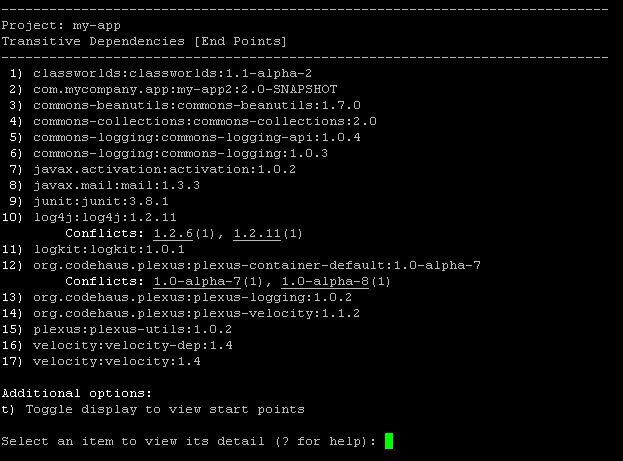 ----------------------------------------------------------------------------
Project: my-app
Transitive Dependencies [End Points]
----------------------------------------------------------------------------
 1) classworlds:classworlds:1.1-alpha-2
 2) com.mycompany.app:my-app2:2.0-SNAPSHOT
 3) commons-beanutils:commons-beanutils:1.7.0
 4) commons-collections:commons-collections:2.0
 5) commons-logging:commons-logging-api:1.0.4
 6) commons-logging:commons-logging:1.0.3
 7) javax.activation:activation:1.0.2
 8) javax.mail:mail:1.3.3
 9) junit:junit:3.8.1
10) log4j:log4j:1.2.11
        Conflicts: 1.2.6(1), 1.2.11(1)
11) logkit:logkit:1.0.1
12) org.codehaus.plexus:plexus-container-default:1.0-alpha-7
        Conflicts: 1.0-alpha-7(1), 1.0-alpha-8(1)
13) org.codehaus.plexus:plexus-logging:1.0.2
14) org.codehaus.plexus:plexus-velocity:1.1.2
15) plexus:plexus-utils:1.0.2
16) velocity:velocity-dep:1.4
17) velocity:velocity:1.4
Additional options:
t) Toggle display to view start points
Select an item to view its detail (? for help):